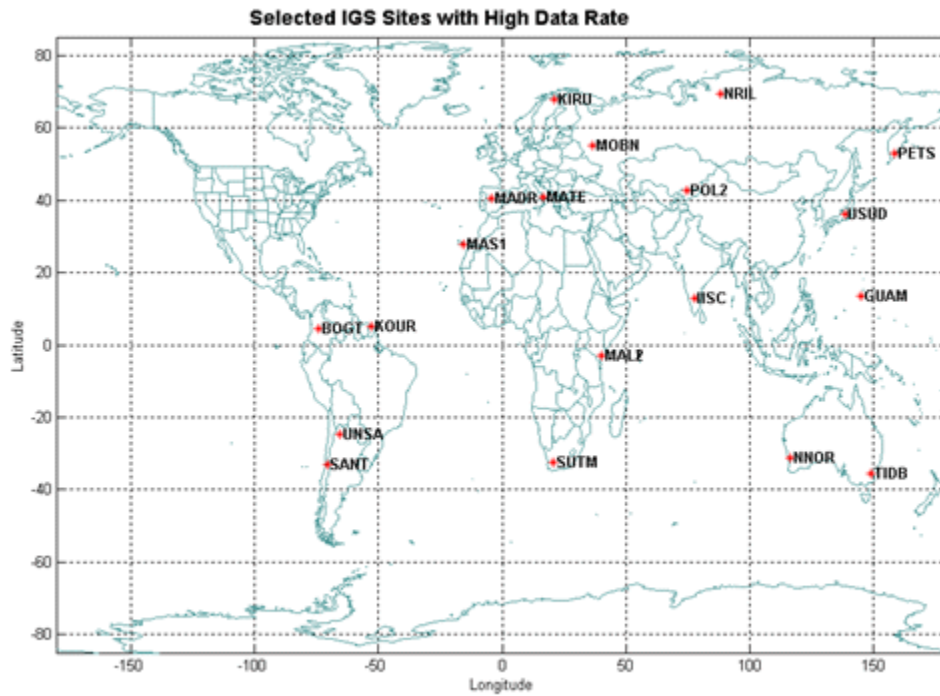 Selected IGS Sites with High Data Rate
80
60
40
20
0
-20
-40
-60
-80
Latitude
KIRU
NRIL
MOBN
PETS
POL2
MADR
MATE
USUD
MAS1
IISC
GUAM
BOGT
KOUR
MAL2
UNSA
SANT
SUTM
NNOR
TIDB
-150
-100
-50
0
50
100
150
Longitude